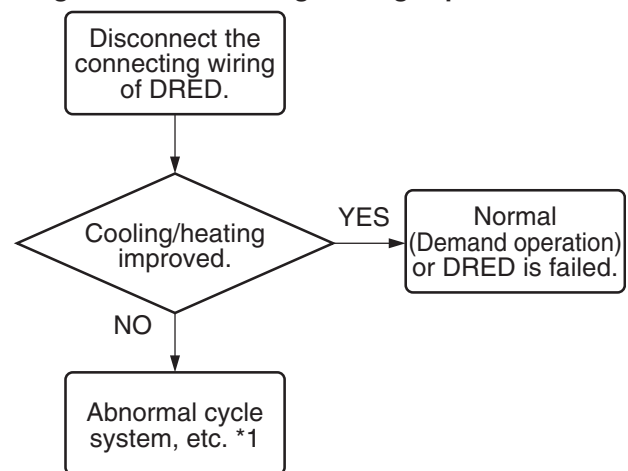 Disconnect the
connecting wiring
of DRED.
Cooling/heating
improved.
YES
Normal
(Demand operation)
or DRED is failed.
NO
Abnormal cycle
system, etc. *1